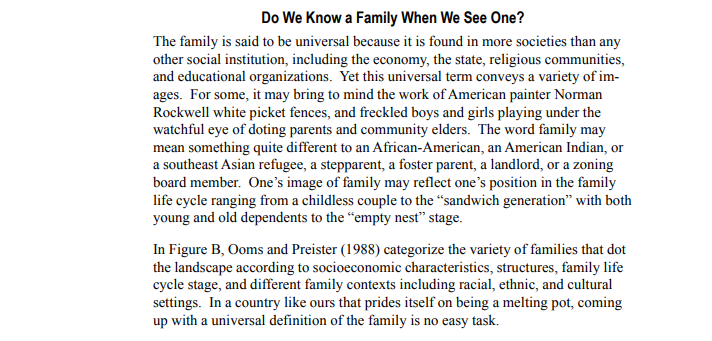 Do We Know a Family When We See One?
The family is said to be universal because it is found in more societies than any
other social institution, including the economy, the state, religious communities,
and educational organizations.  Yet this universal term conveys a variety of im-
ages.  For some, it may bring to mind the work of American painter Norman
Rockwell white picket fences, and freckled boys and girls playing under the
watchful eye of doting parents and community elders.  The word family may
mean something quite different to an African-American, an American Indian, or
a southeast Asian refugee, a stepparent, a foster parent, a landlord, or a zoning
board member.  One’s image of family may reflect one’s position in the family
life cycle ranging from a childless couple to the “sandwich generation” with both
young and old dependents to the “empty nest” stage.
In Figure B, Ooms and Preister (1988) categorize the variety of families that dot
the landscape according to socioeconomic characteristics, structures, family life
cycle stage, and different family contexts including racial, ethnic, and cultural
settings.  In a country like ours that prides itself on being a melting pot, coming
up with a universal definition of the family is no easy task.